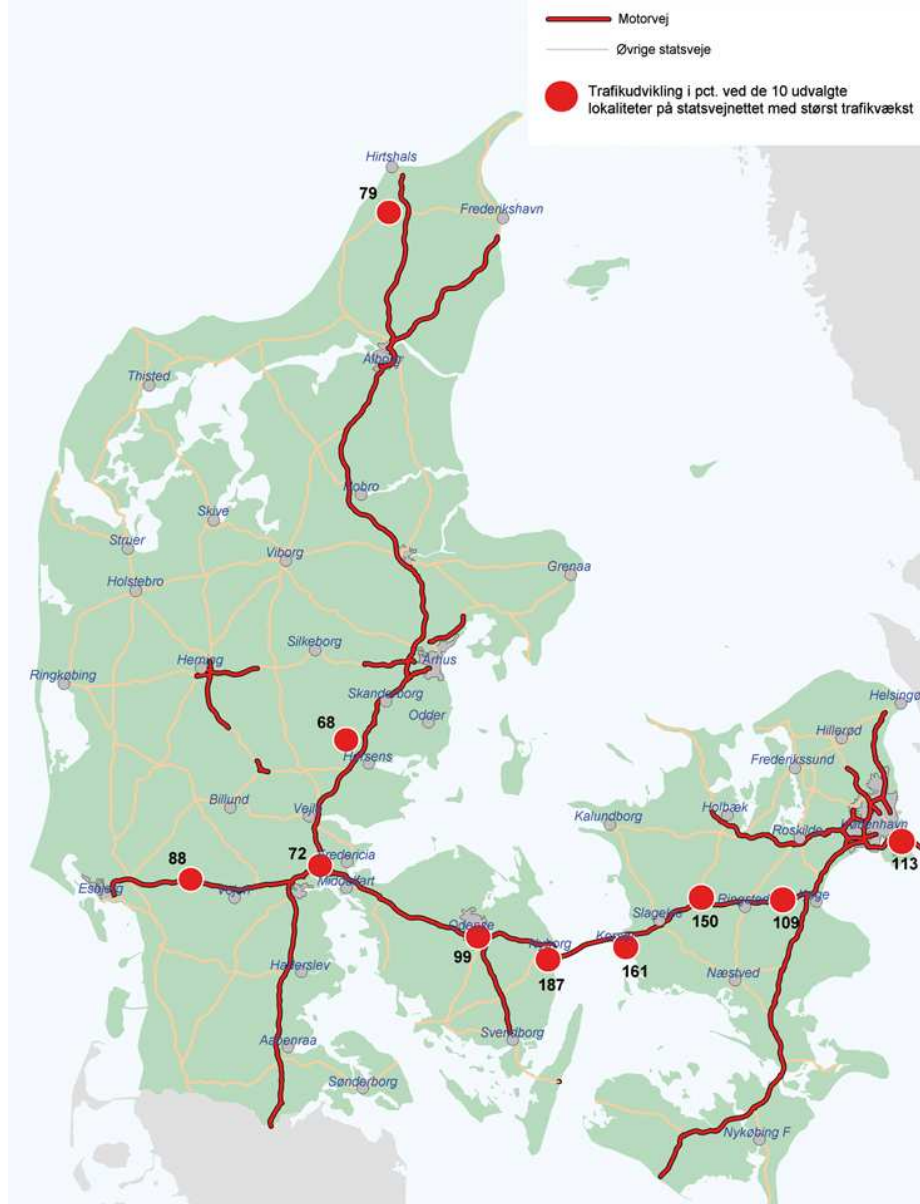 Motorvej
Øvrige statsveje
Trafikudvikling i pct. ved de 10 udvalgte
lokaliteter på statsvejnettet med størst trafikvækst
Hirtshals
79
Frederikshavn
Ålborg
Thisted
Hobro
Skive
Struer
Viborg
Holstebro
Grenaa
Silkeborg
Herning
Århus
Ringkøbing
Skanderborg
Odder
68
Horsens
Billund
Vejle
72
Fredericia
88
Middelfart
Esbjerg
Vejen
Odense
99
Nyborg
187
Haderslev
Svendborg
Aabenraa
Sønderborg
Helsingø
Hillerød
Frederikssund
Kalundborg
Holbæk
Roskilde
København
113
Slagelse
150
Ringsted
109
Køge
Korsør
161
Næstved
Nykøbing F